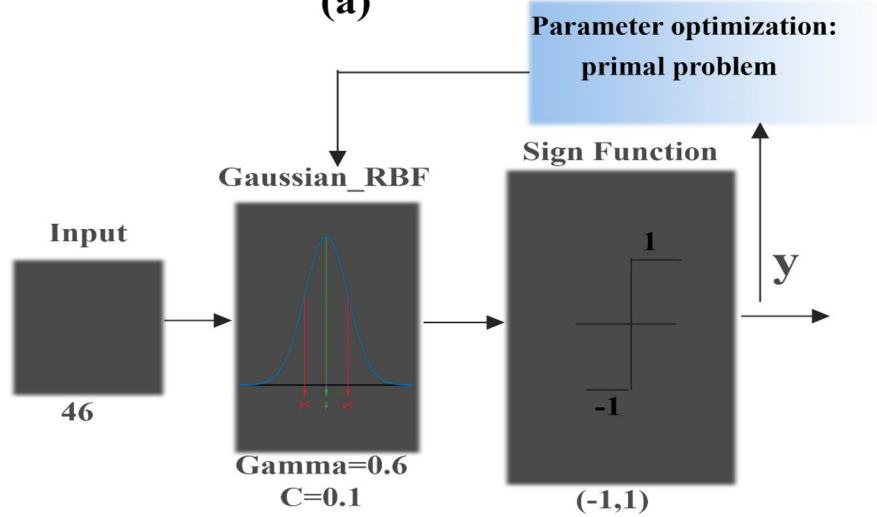 (a)
Parameter optimization:
primal problem
Sign Function
Gaussian_RBF
Input
1
y
-1
46
Gamma=0.6
C=0.1
(-1,1)